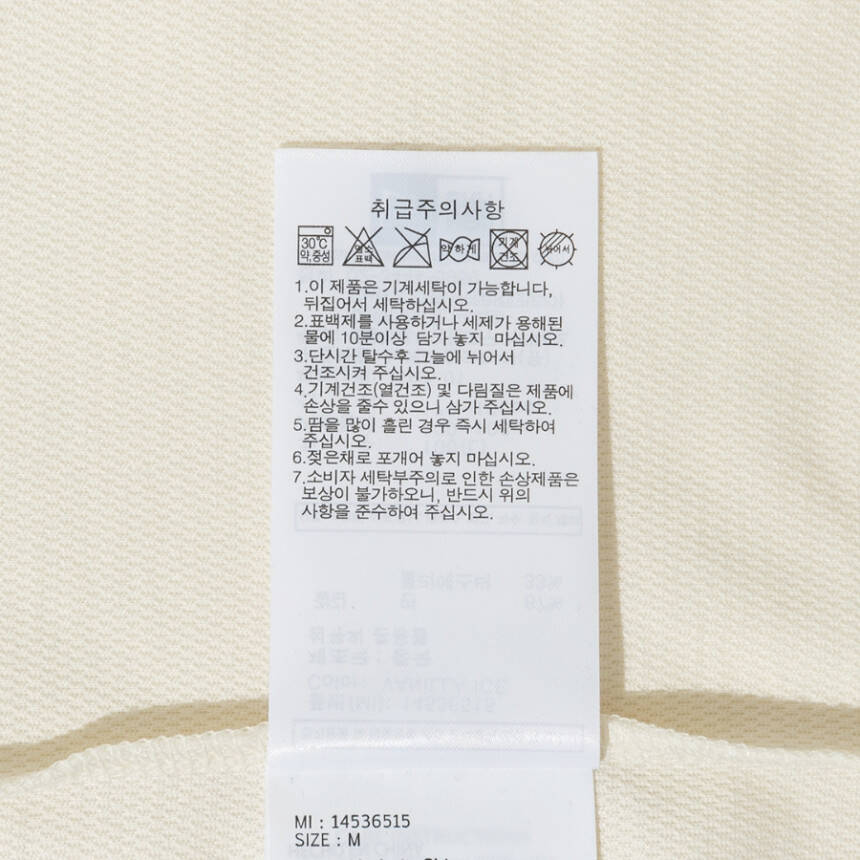 취급주의사항
30℃
약,중성
염소
표백
약하게
기계
건조
뉘어서
1.이 제품은 기계세탁이 가능합니다,
뒤집어서 세탁하십시오.
2.표백제를 사용하거나 세제가 용해된
물에 10분이상 담가 놓지 마십시오.
3.단시간 탈수후 그늘에 뉘어서
건조시켜 주십시오.
4.기계건조(열건조) 및 다림질은 제품에
손상을 줄수 있으니 삼가 주십시오.
5.땀을 많이 흘린 경우 즉시 세탁하여
주십시오.
6.젖은채로 포개어 놓지 마십시오.
7.소비자 세탁부주의로 인한 손상제품은
보상이 불가하오니, 반드시 위의
사항을 준수하여 주십시오.
MI : 14536515
SIZE : M